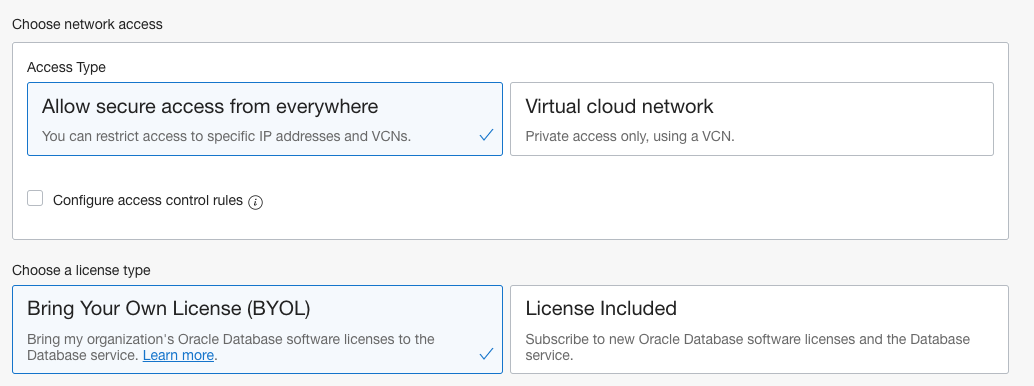 Choose network access
Access Type
Allow secure access from everywhere
You can restrict access to specific IP addresses and VCNs.
Virtual cloud network
Private access only, using a VCN.
Configure access control rules
Choose a license type
Bring Your Own License (BYOL)
Bring my organization's Oracle Database software licenses to the
Database service. Learn more.
License Included
Subscribe to new Oracle Database software licenses and the Database
service.